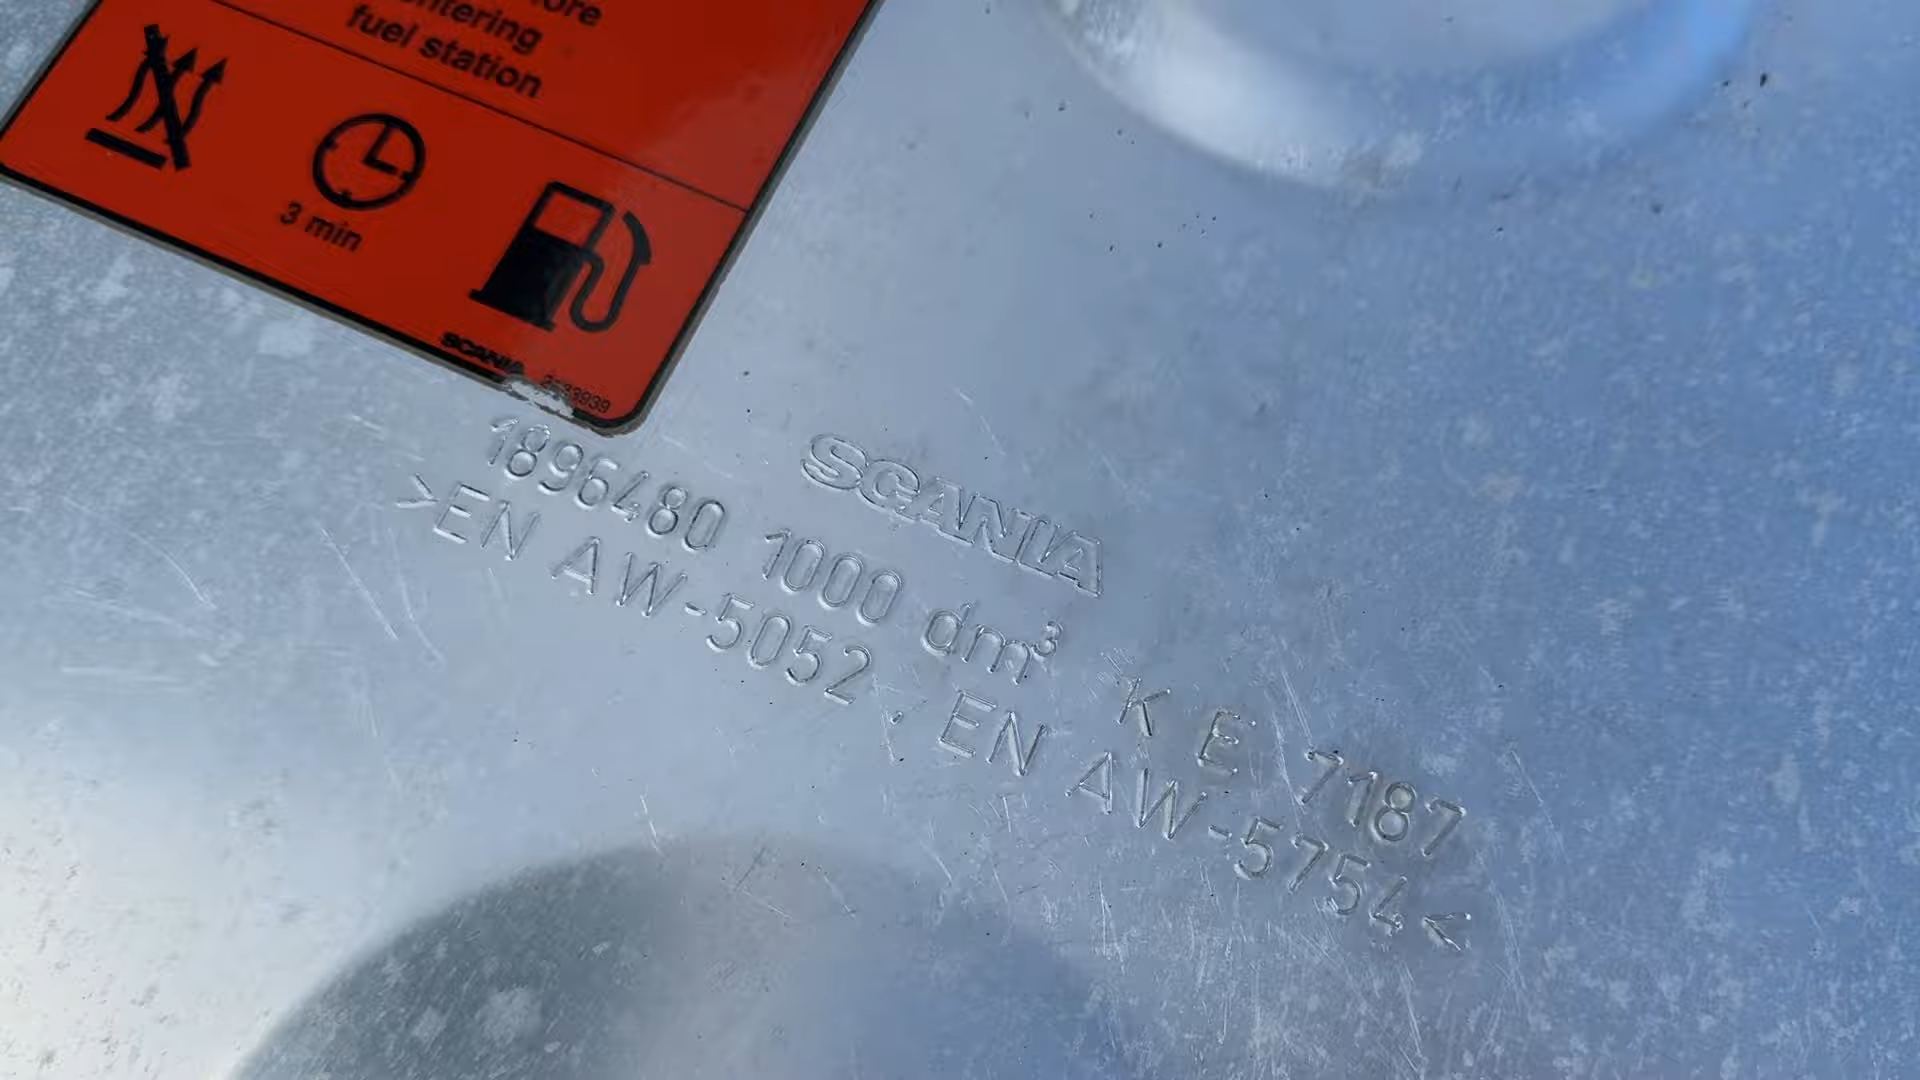 entering
fuel station
3 min
SCANIA
SCANIA
1896480 1000 dm³ K E 7187
>EN AW-5052, EN AW-5754<